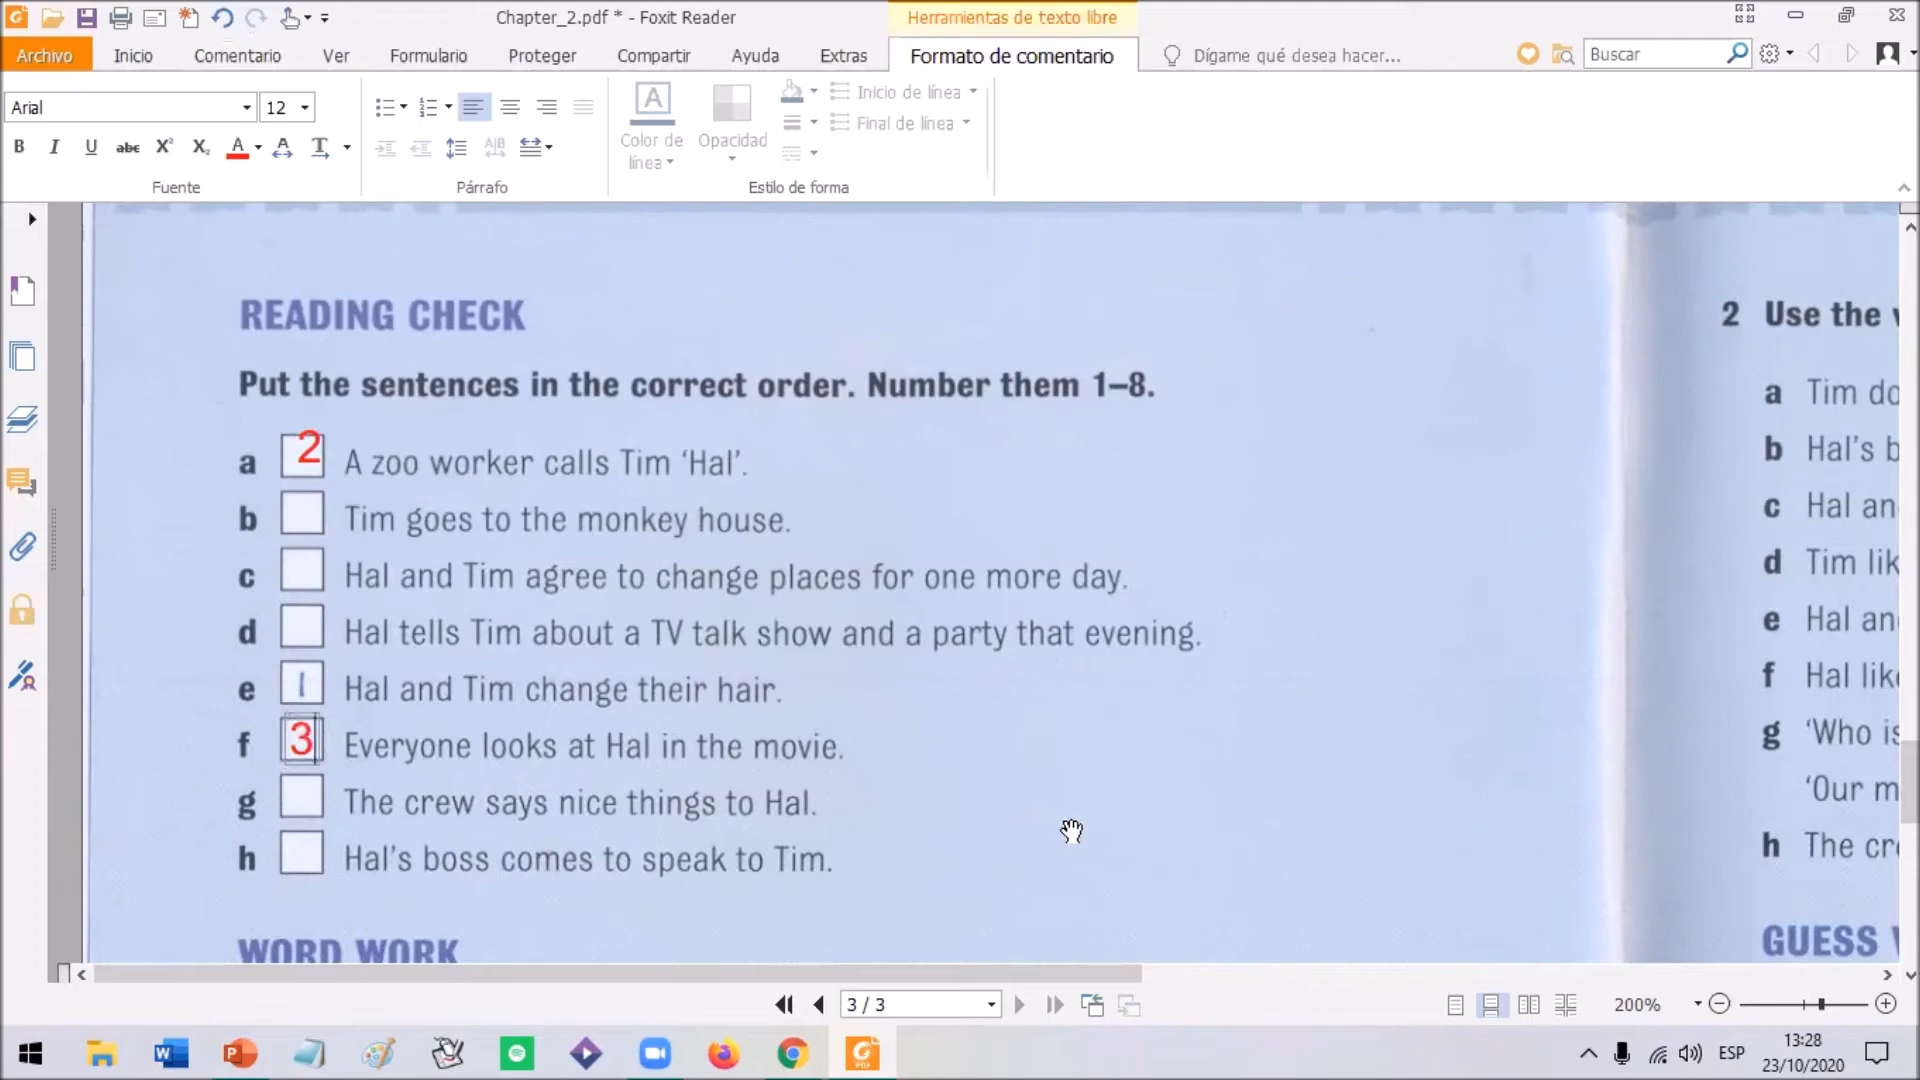 Chapter_2.pdf * - Foxit Reader
Herramientas de texto libre
Archivo Inicio Comentario Ver Formulario Proteger Compartir Ayuda Extras Formato de comentario Dígame qué desea hacer... Buscar
Arial 12 Color de línea Opacidad Inicio de línea
Final de línea
Fuente Párrafo Estilo de forma
READING CHECK
Put the sentences in the correct order. Number them 1–8.
a 2 A zoo worker calls Tim ‘Hal’.
b Tim goes to the monkey house.
c Hal and Tim agree to change places for one more day.
d Hal tells Tim about a TV talk show and a party that evening.
e 1 Hal and Tim change their hair.
f 3 Everyone looks at Hal in the movie.
g The crew says nice things to Hal.
h Hal’s boss comes to speak to Tim.
WORD WORK
2 Use the
a Tim do
b Hal’s b
c Hal an
d Tim lik
e Hal an
f Hal lik
g ‘Who is
‘Our m
h The cr
GUESS
3 / 3
200%
ESP
13:28
23/10/2020